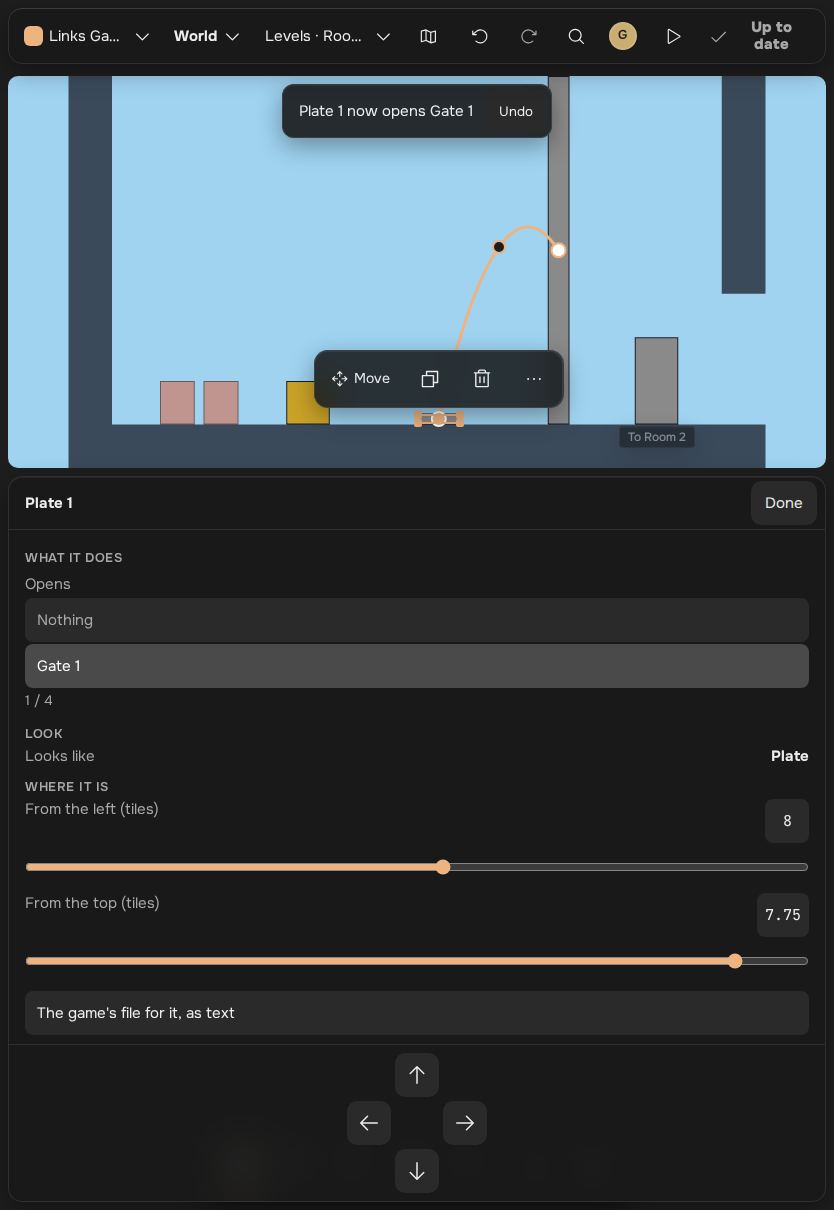 Links Ga...
World
Levels · Roo...
G
Up to
date
Plate 1 now opens Gate 1
Undo
Move
To Room 2
Plate 1
Done
WHAT IT DOES
Opens
Nothing
Gate 1
1 / 4
LOOK
Looks like
Plate
WHERE IT IS
From the left (tiles)
8
From the top (tiles)
7.75
The game's file for it, as text